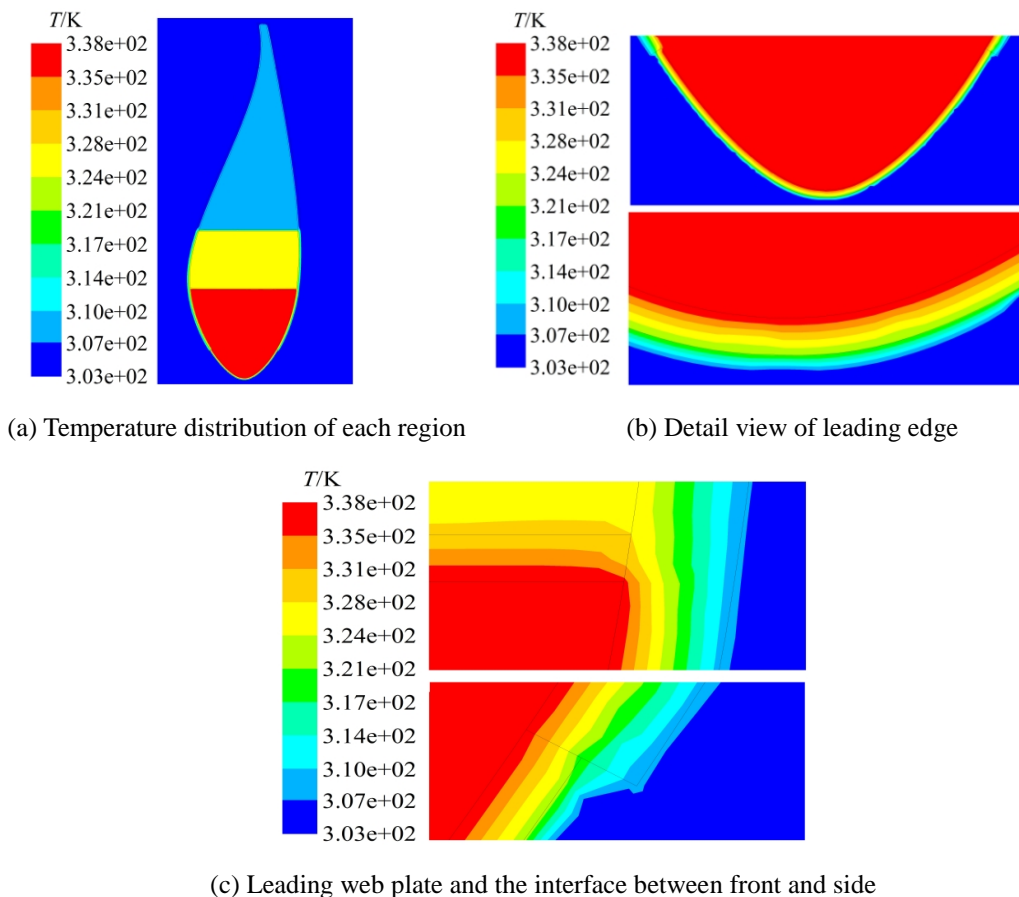 T/K
3.38e+02
3.35e+02
3.31e+02
3.28e+02
3.24e+02
3.21e+02
3.17e+02
3.14e+02
3.10e+02
3.07e+02
3.03e+02
(a) Temperature distribution of each region
T/K
3.38e+02
3.35e+02
3.31e+02
3.28e+02
3.24e+02
3.21e+02
3.17e+02
3.14e+02
3.10e+02
3.07e+02
3.03e+02
(b) Detail view of leading edge
T/K
3.38e+02
3.35e+02
3.31e+02
3.28e+02
3.24e+02
3.21e+02
3.17e+02
3.14e+02
3.10e+02
3.07e+02
3.03e+02
(c) Leading web plate and the interface between front and side